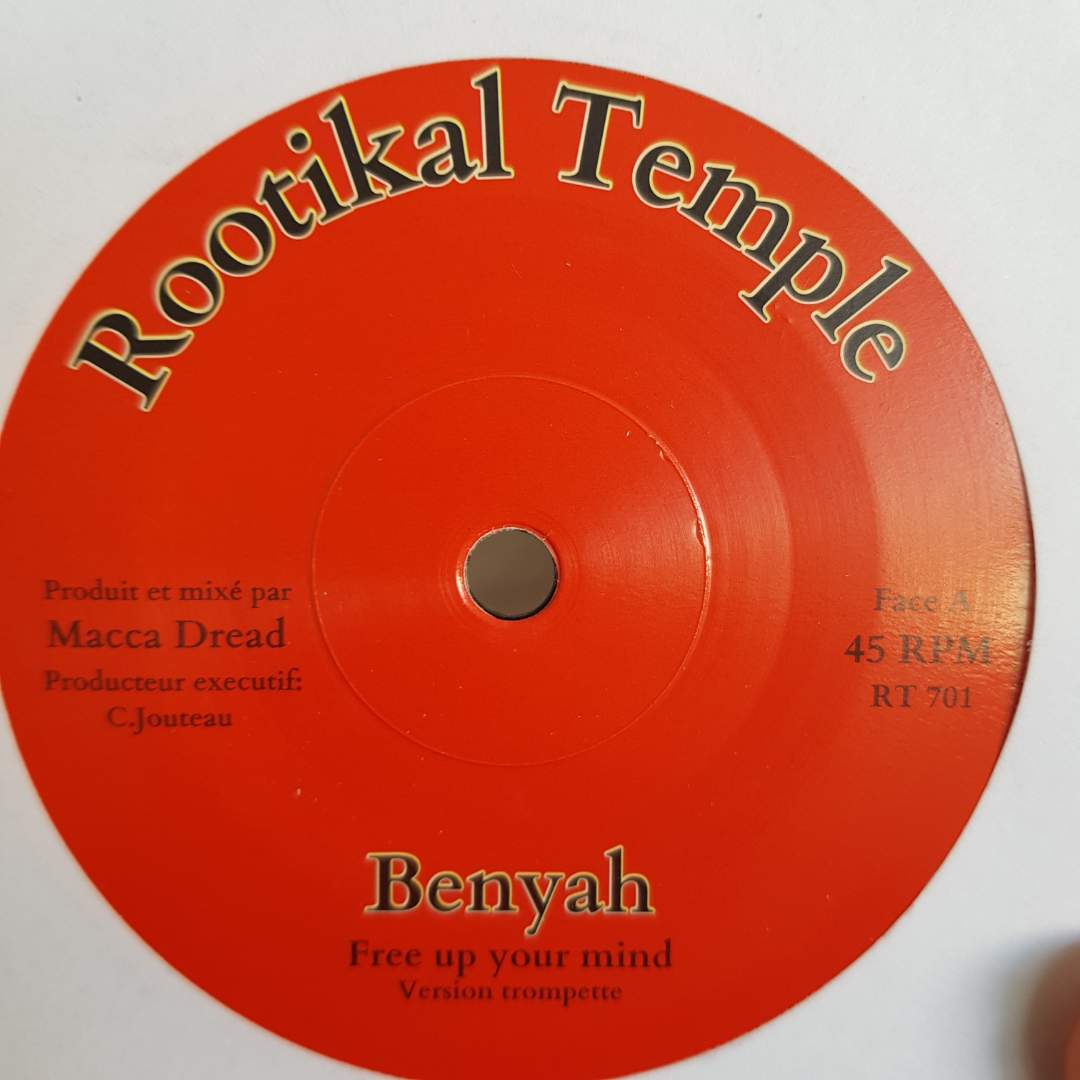 Rootikal Temple
Produit et mixé par
Macca Dread
Producteur executif:
C.Jouteau
Face A
45 RPM
RT 701
Benyah
Free up your mind
Version trompette